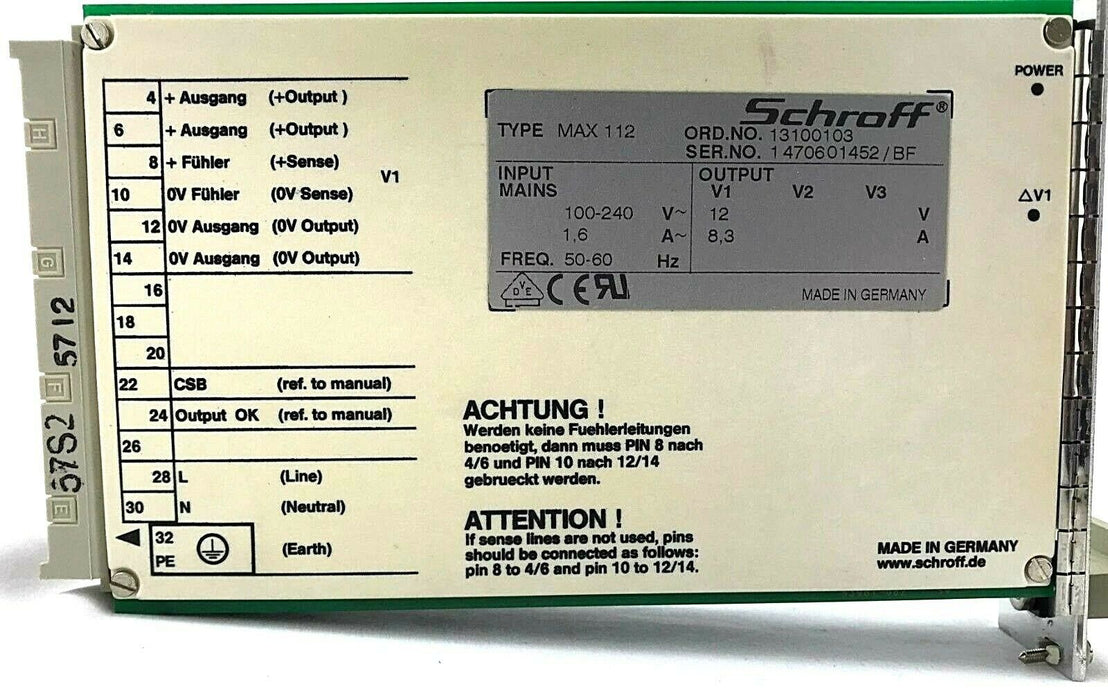 H
G
F
E
5712
57S2
4 + Ausgang (+Output )
6 + Ausgang (+Output )
8 + Fühler (+Sense)
V1
10 0V Fühler (0V Sense)
12 0V Ausgang (0V Output)
14 0V Ausgang (0V Output)
16
18
20
22 CSB (ref. to manual)
24 Output OK (ref. to manual)
26
28 L (Line)
30 N (Neutral)
32
PE (Earth)
Schroff®
TYPE MAX 112 ORD.NO. 13100103
SER.NO. 1470601452/BF
INPUT OUTPUT
MAINS V1 V2 V3
100-240 V~ 12 V
1,6 A~ 8,3 A
FREQ. 50-60 Hz
DVE CE RU MADE IN GERMANY
POWER
ΔV1
ACHTUNG !
Werden keine Fuehlerleitungen
benoetigt, dann muss PIN 8 nach
4/6 und PIN 10 nach 12/14
gebrueckt werden.
ATTENTION !
If sense lines are not used, pins
should be connected as follows:
pin 8 to 4/6 and pin 10 to 12/14.
MADE IN GERMANY
www.schroff.de